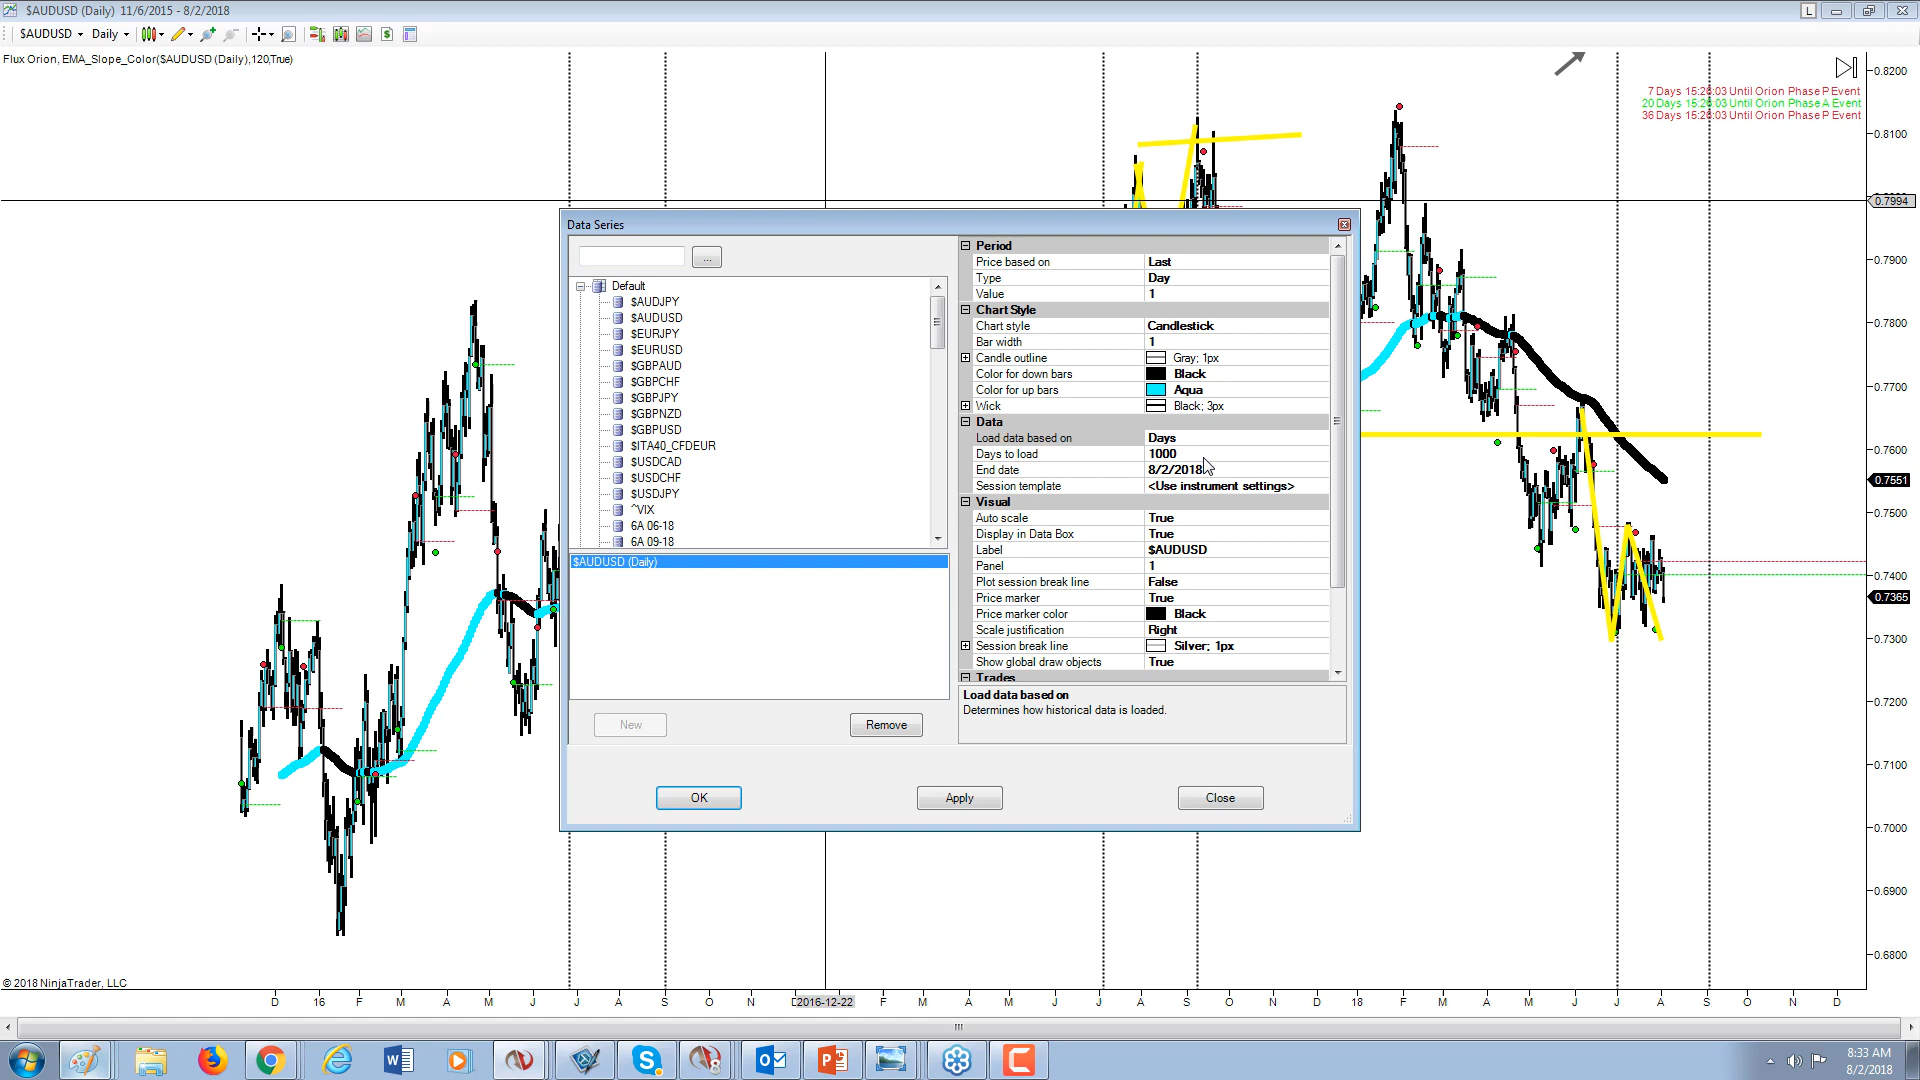 $AUDUSD (Daily)  11/6/2015 - 8/2/2018
L
$AUDUSD  Daily
Flux Orion, EMA_Slope_Color($AUDUSD (Daily),120,True)
7 Days 15:26:03 Until Orion Phase P Event
20 Days 15:26:03 Until Orion Phase A Event
36 Days 15:26:03 Until Orion Phase P Event
0.8200
0.8100
0.7994
0.7900
0.7800
0.7700
0.7600
0.7551
0.7500
0.7400
0.7365
0.7300
0.7200
0.7100
0.7000
0.6900
0.6800
Data Series
...
Default
$AUDJPY
$AUDUSD
$EURJPY
$EURUSD
$GBPAUD
$GBPCHF
$GBPJPY
$GBPNZD
$GBPUSD
$ITA40_CFDEUR
$USDCAD
$USDCHF
$USDJPY
^VIX
6A 06-18
6A 09-18
$AUDUSD (Daily)
New
Remove
Period
Price based on  Last
Type  Day
Value  1
Chart Style
Chart style  Candlestick
Bar width  1
Candle outline  Gray; 1px
Color for down bars  Black
Color for up bars  Aqua
Wick  Black; 3px
Data
Load data based on  Days
Days to load  1000
End date  8/2/2018
Session template  <Use instrument settings>
Visual
Auto scale  True
Display in Data Box  True
Label  $AUDUSD
Panel  1
Plot session break line  False
Price marker  True
Price marker color  Black
Scale justification  Right
Session break line  Silver; 1px
Show global draw objects  True
Trades
Load data based on
Determines how historical data is loaded.
OK
Apply
Close
© 2018 NinjaTrader, LLC
D 16 F M A M J J A S O N 2016-12-22 F M A M J J A S O N D 18 F M A M J J A S O N D
8:33 AM
8/2/2018